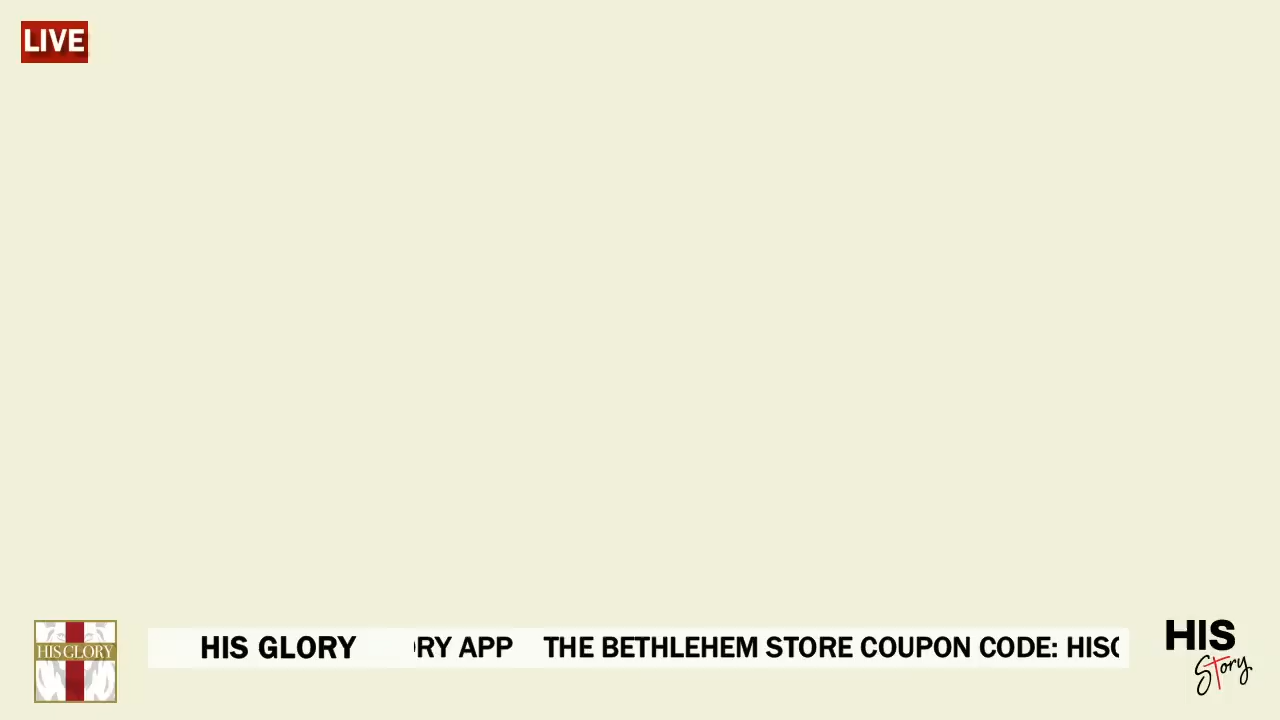 LIVE
HIS GLORY
HIS GLORY
RY APP THE BETHLEHEM STORE COUPON CODE:
HIS
Story